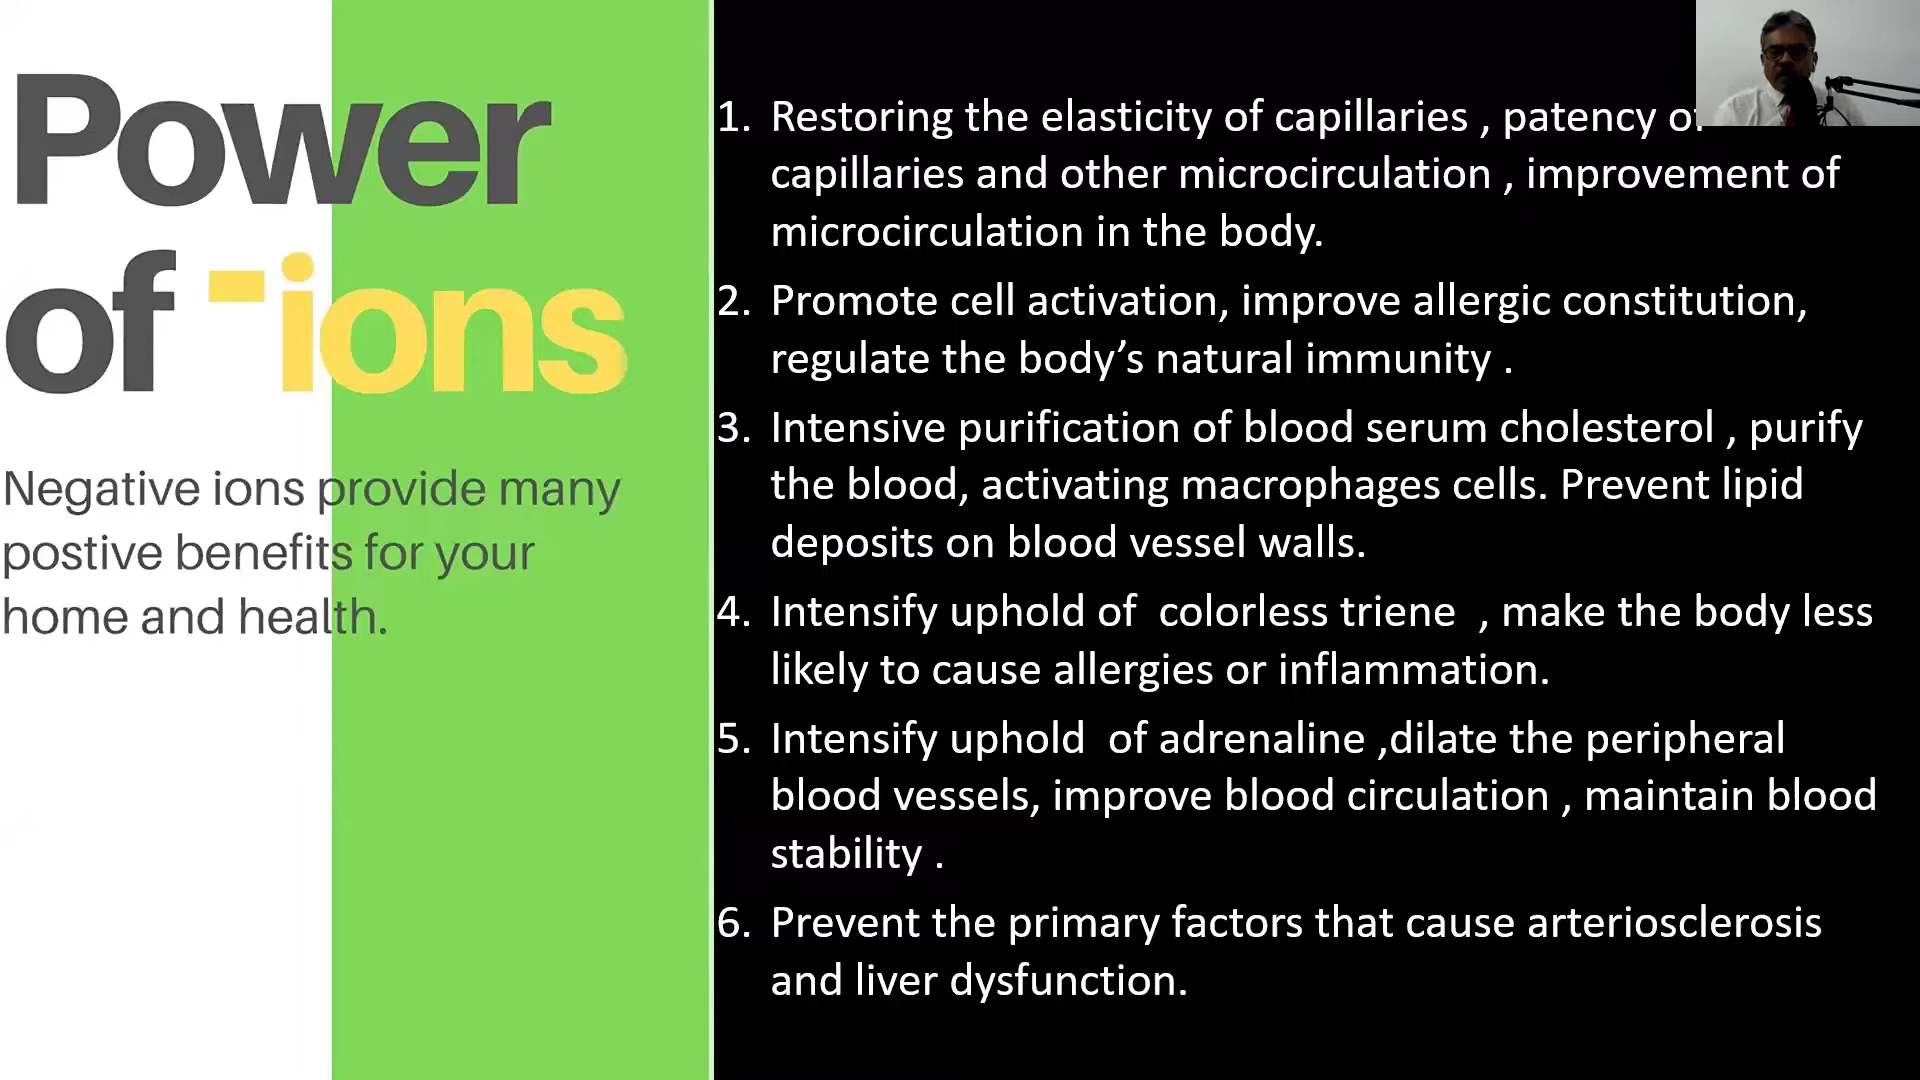 Power
of -ions
Negative ions provide many
postive benefits for your
home and health.
1. Restoring the elasticity of capillaries , patency of
capillaries and other microcirculation , improvement of
microcirculation in the body.
2. Promote cell activation, improve allergic constitution,
regulate the body’s natural immunity .
3. Intensive purification of blood serum cholesterol , purify
the blood, activating macrophages cells. Prevent lipid
deposits on blood vessel walls.
4. Intensify uphold of  colorless triene  , make the body less
likely to cause allergies or inflammation.
5. Intensify uphold  of adrenaline ,dilate the peripheral
blood vessels, improve blood circulation , maintain blood
stability .
6. Prevent the primary factors that cause arteriosclerosis
and liver dysfunction.